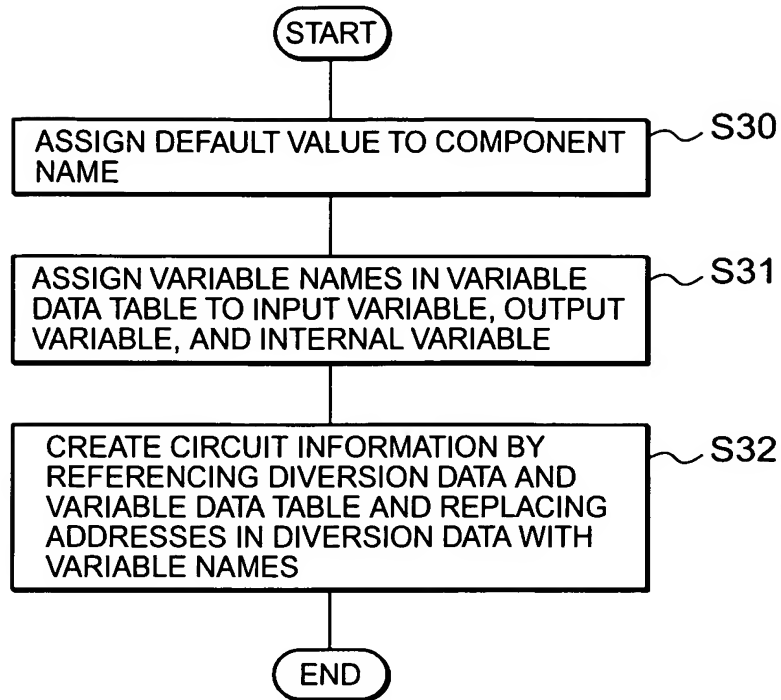 START
ASSIGN DEFAULT VALUE TO COMPONENT
NAME
S30
ASSIGN VARIABLE NAMES IN VARIABLE
DATA TABLE TO INPUT VARIABLE, OUTPUT
VARIABLE, AND INTERNAL VARIABLE
S31
CREATE CIRCUIT INFORMATION BY
REFERENCING DIVERSION DATA AND
VARIABLE DATA TABLE AND REPLACING
ADDRESSES IN DIVERSION DATA WITH
VARIABLE NAMES
S32
END